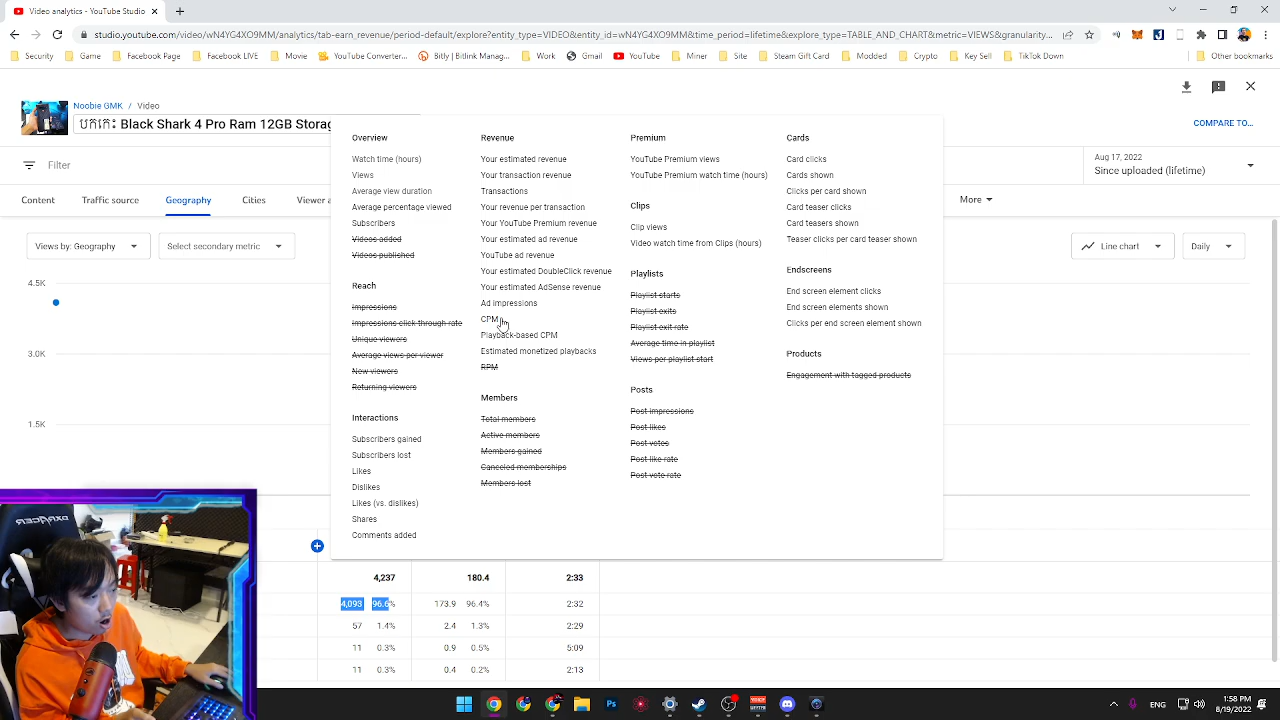 Video analytics - YouTube Studio
studio.youtube.com/video/wN4YG4XO9MM/analytics/tab-earn_revenue/period-default/explore?entity_type=VIDEO&entity_id=wN4YG4XO9MM&time_period=lifetime&explore_type=TABLE_AND_CHART&metric=VIEWS&granularity...
Security Game Facebook Page Facebook LIVE Movie YouTube Converter... Bitly | Bitlink Manag... Work Gmail YouTube Miner Site Steam Gift Card Modded Crypto Key Sell TikTok Down Other bookmarks
Noobie GMK / Video
Black Shark 4 Pro Ram 12GB Storag
COMPARE TO...
Filter
Aug 17, 2022
Since uploaded (lifetime)
Content Traffic source Geography Cities Viewer a More
Views by: Geography Select secondary metric Line chart Daily
4.5K
3.0K
1.5K
Overview
Watch time (hours)
Views
Average view duration
Average percentage viewed
Subscribers
Videos added
Videos published
Reach
Impressions
Impressions click-through rate
Unique viewers
Average views per viewer
New viewers
Returning viewers
Interactions
Subscribers gained
Subscribers lost
Likes
Dislikes
Likes (vs. dislikes)
Shares
Comments added
Revenue
Your estimated revenue
Your transaction revenue
Transactions
Your revenue per transaction
Your YouTube Premium revenue
Your estimated ad revenue
YouTube ad revenue
Your estimated DoubleClick revenue
Your estimated AdSense revenue
Ad impressions
CPM
Playback-based CPM
Estimated monetized playbacks
RPM
Members
Total members
Active members
Members gained
Canceled memberships
Members lost
Premium
YouTube Premium views
YouTube Premium watch time (hours)
Clips
Clip views
Video watch time from Clips (hours)
Playlists
Playlist starts
Playlist exits
Playlist exit rate
Average time in playlist
Views per playlist start
Posts
Post impressions
Post likes
Post votes
Post like rate
Post vote rate
Cards
Card clicks
Cards shown
Clicks per card shown
Card teaser clicks
Card teasers shown
Teaser clicks per card teaser shown
Endscreens
End screen element clicks
End screen elements shown
Clicks per end screen element shown
Products
Engagement with tagged products
4,237 180.4 2:33
4,093 96.6% 173.9 96.4% 2:32
57 1.4% 2.4 1.3% 2:29
11 0.3% 0.9 0.5% 5:09
11 0.3% 0.4 0.2% 2:13
ENG
1:58 PM
8/19/2022